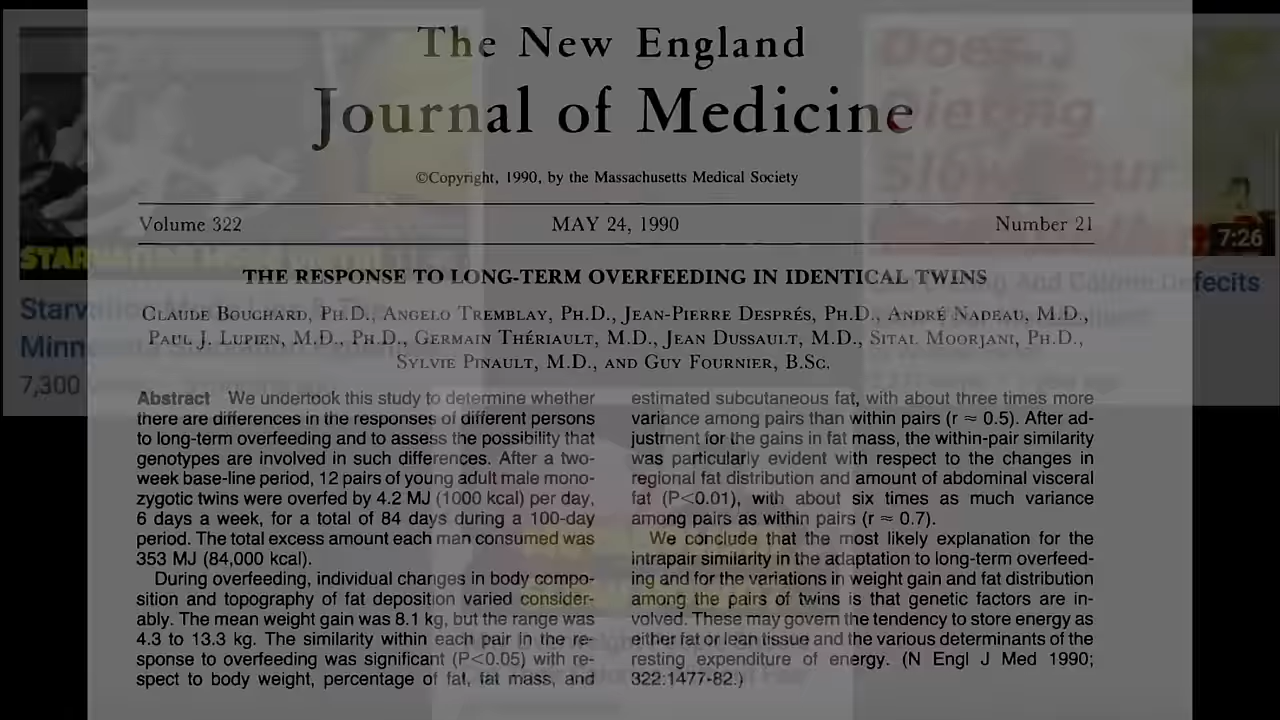 The New England
Journal of Medicine
©Copyright, 1990, by the Massachusetts Medical Society
Volume 322 MAY 24, 1990 Number 21
THE RESPONSE TO LONG-TERM OVERFEEDING IN IDENTICAL TWINS
CLAUDE BOUCHARD, PH.D., ANGELO TREMBLAY, PH.D., JEAN-PIERRE DESPRÉS, PH.D., ANDRÉ NADEAU, M.D.,
PAUL J. LUPIEN, M.D., PH.D., GERMAIN THÉRIAULT, M.D., JEAN DUSSAULT, M.D., SITAL MOORJANI, PH.D.,
SYLVIE PINAULT, M.D., AND GUY FOURNIER, B.SC.
Abstract We undertook this study to determine whether
there are differences in the responses of different persons
to long-term overfeeding and to assess the possibility that
genotypes are involved in such differences. After a two-
week base-line period, 12 pairs of young adult male mono-
zygotic twins were overfed by 4.2 MJ (1000 kcal) per day,
6 days a week, for a total of 84 days during a 100-day
period. The total excess amount each man consumed was
353 MJ (84,000 kcal).
During overfeeding, individual changes in body compo-
sition and topography of fat deposition varied consider-
ably. The mean weight gain was 8.1 kg, but the range was
4.3 to 13.3 kg. The similarity within each pair in the re-
sponse to overfeeding was significant (P<0.05) with re-
spect to body weight, percentage of fat, fat mass, and
estimated subcutaneous fat, with about three times more
variance among pairs than within pairs (r ≈ 0.5). After ad-
justment for the gains in fat mass, the within-pair similarity
was particularly evident with respect to the changes in
regional fat distribution and amount of abdominal visceral
fat (P<0.01), with about six times as much variance
among pairs as within pairs (r ≈ 0.7).
We conclude that the most likely explanation for the
intrapair similarity in the adaptation to long-term overfeed-
ing and for the variations in weight gain and fat distribution
among the pairs of twins is that genetic factors are in-
volved. These may govern the tendency to store energy as
either fat or lean tissue and the various determinants of the
resting expenditure of energy. (N Engl J Med 1990;
322:1477-82.)
Does
Dieting
Slow Your
7:26
And Calorie Defecits
Starvation
7,300